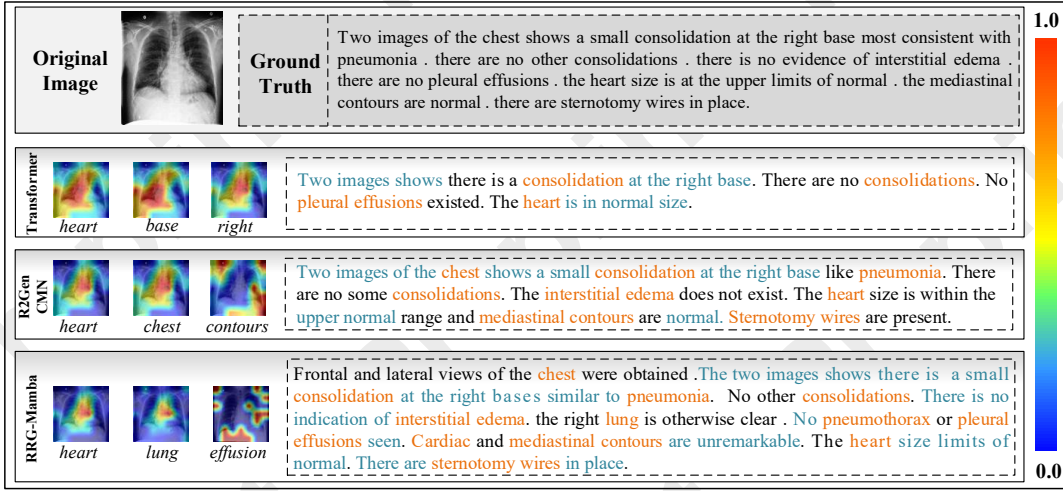 Original
Image
Ground
Truth
Two images of the chest shows a small consolidation at the right base most consistent with
pneumonia . there are no other consolidations . there is no evidence of interstitial edema .
there are no pleural effusions . the heart size is at the upper limits of normal . the mediastinal
contours are normal . there are sternotomy wires in place.
1.0
Transformer
heart
base
right
Two images shows there is a consolidation at the right base. There are no consolidations. No
pleural effusions existed. The heart is in normal size.
R2Gen
CMN
heart
chest
contours
Two images of the chest shows a small consolidation at the right base like pneumonia. There
are no some consolidations. The interstitial edema does not exist. The heart size is within the
upper normal range and mediastinal contours are normal. Sternotomy wires are present.
RRG-Mamba
heart
lung
effusion
Frontal and lateral views of the chest were obtained .The two images shows there is a small
consolidation at the right bases similar to pneumonia. No other consolidations. There is no
indication of interstitial edema. the right lung is otherwise clear . No pneumothorax or pleural
effusions seen. Cardiac and mediastinal contours are unremarkable. The heart size limits of
normal. There are sternotomy wires in place.
0.0